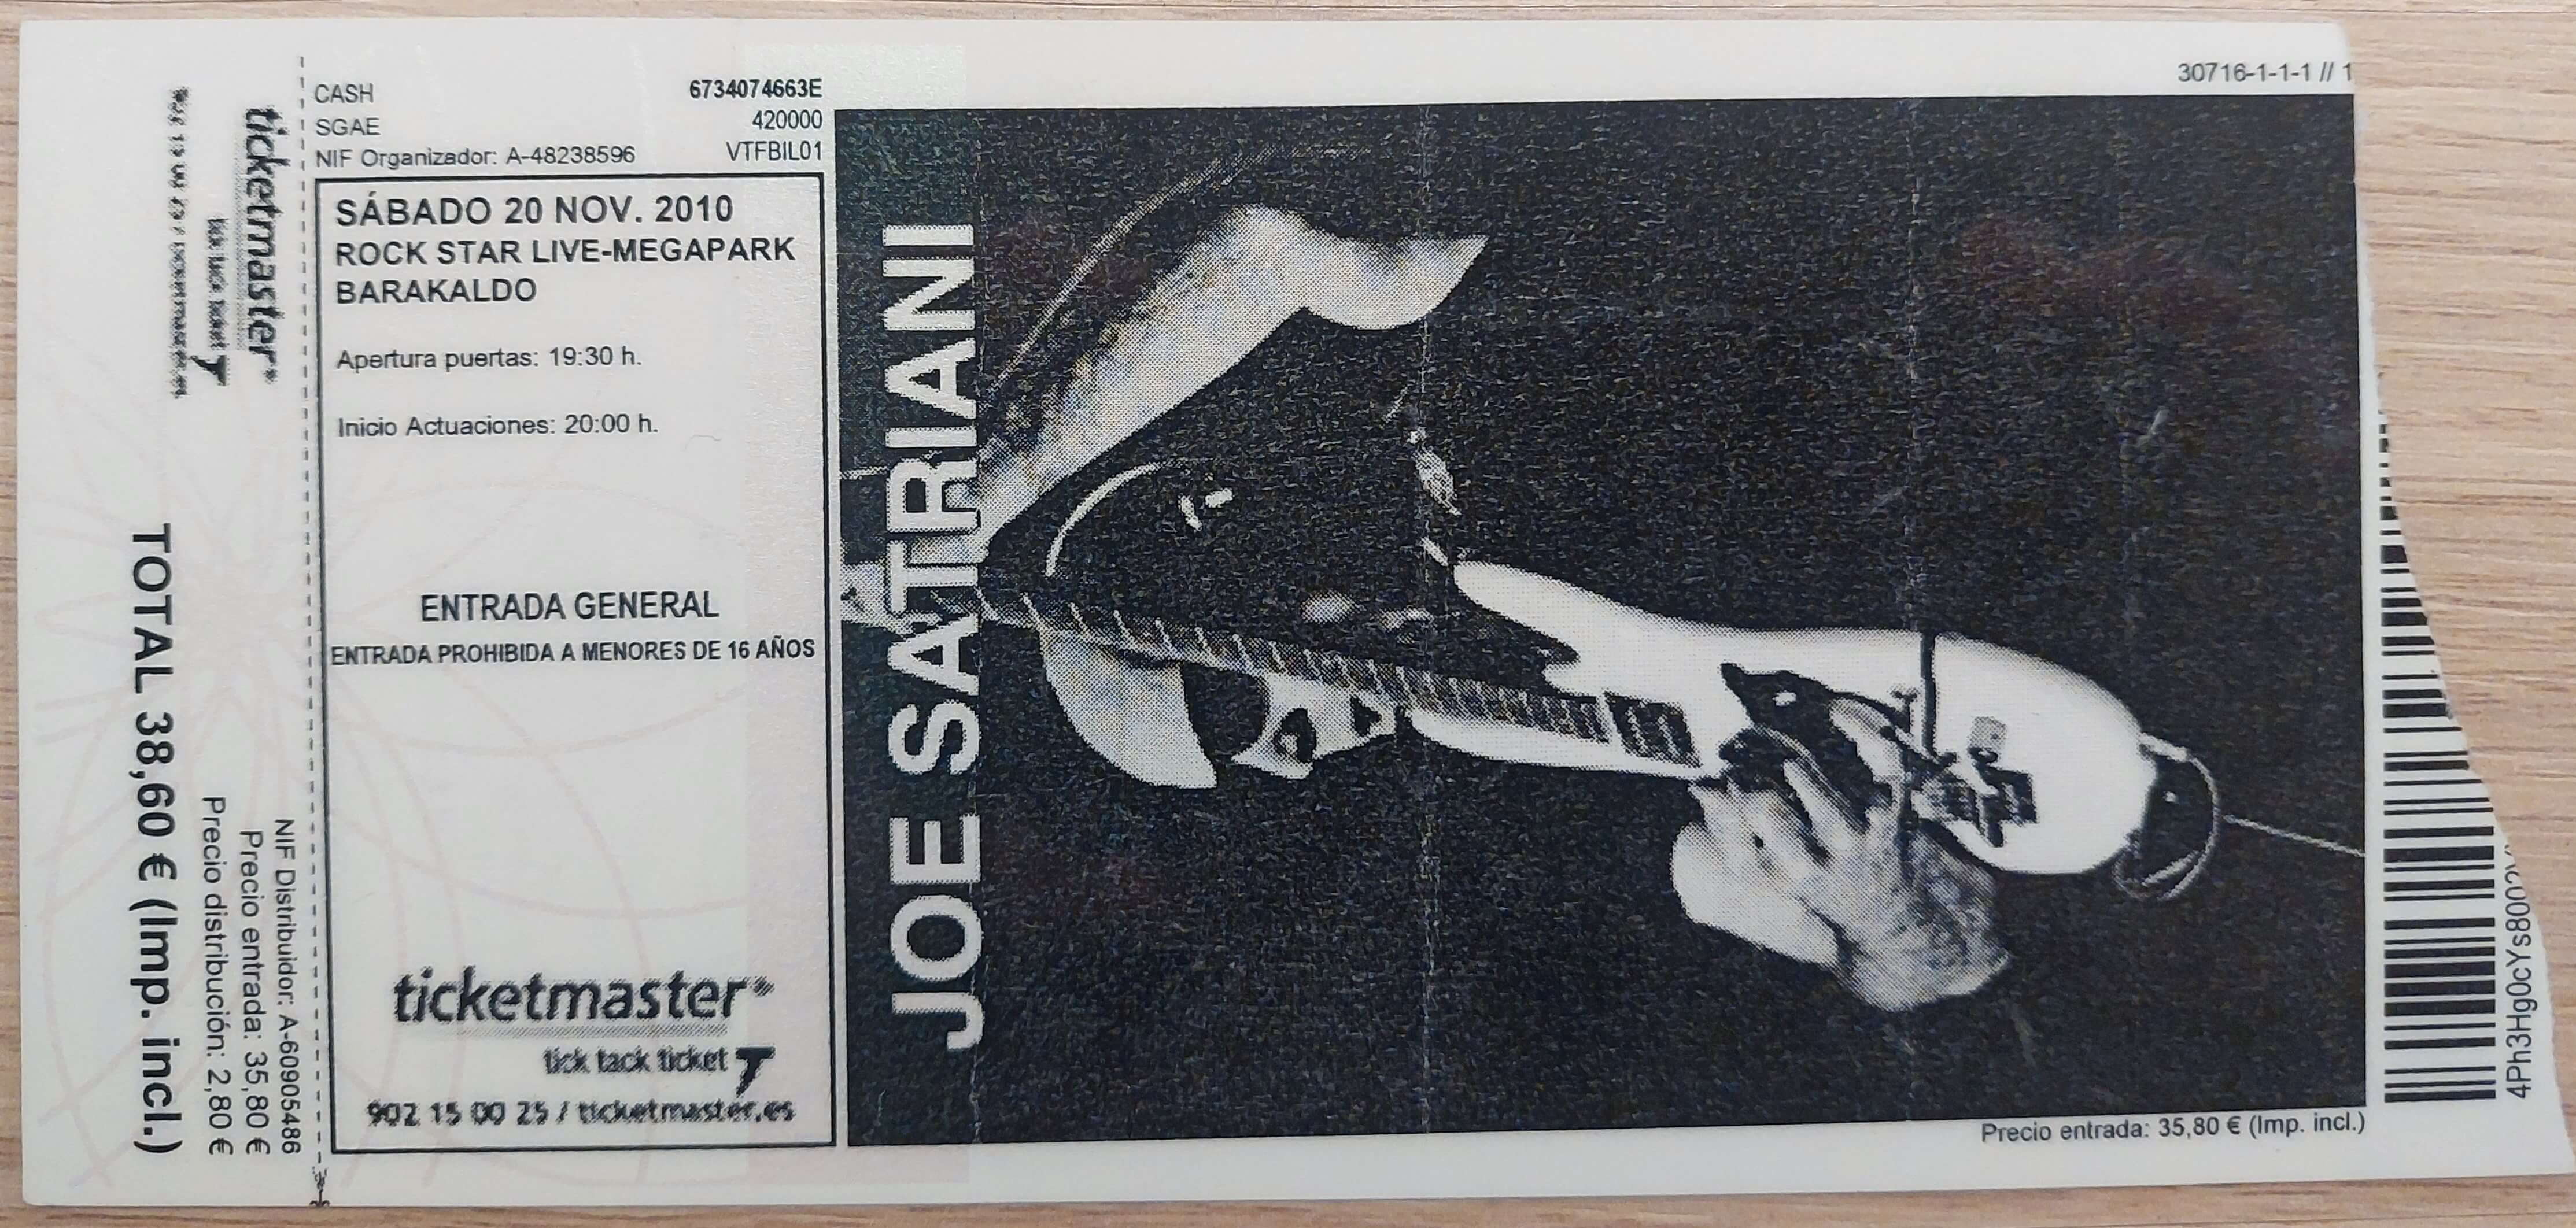 ticketmaster
tick tack ticket
902 15 00 25 / ticketmaster.es
TOTAL 38,60 € (Imp. incl.)
NIF Distribuidor: A-60905486
Precio entrada: 35,80 €
Precio distribución: 2,80 €
CASH 6734074663E
SGAE 420000
NIF Organizador: A-48238596 VTFBIL01
SÁBADO 20 NOV. 2010
ROCK STAR LIVE-MEGAPARK
BARAKALDO
Apertura puertas: 19:30 h.
Inicio Actuaciones: 20:00 h.
ENTRADA GENERAL
ENTRADA PROHIBIDA A MENORES DE 16 AÑOS
ticketmaster
tick tack ticket T
902 15 00 25 / ticketmaster.es
JOE SATRIANI
30716-1-1-1 // 1
Precio entrada: 35,80 € (Imp. incl.)